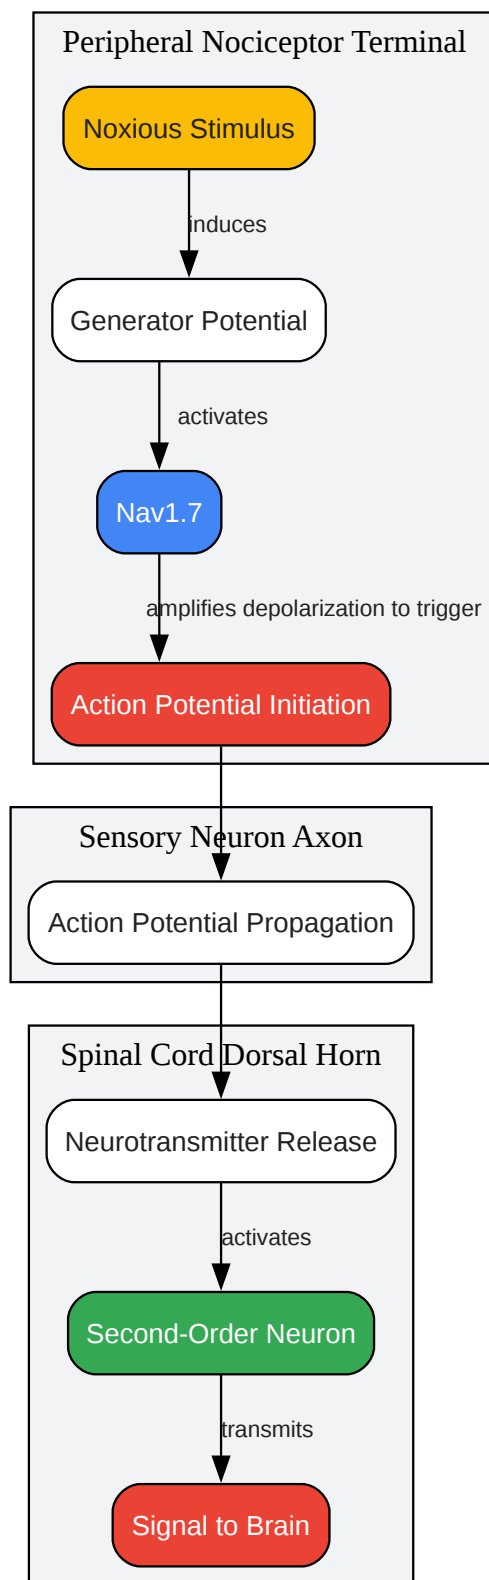 Peripheral Nociceptor Terminal
Noxious Stimulus
induces
Generator Potential
activates
Nav1.7
amplifies depolarization to trigger
Action Potential Initiation
Sensory Neuron Axon
Action Potential Propagation
Spinal Cord Dorsal Horn
Neurotransmitter Release
activates
Second-Order Neuron
transmits
Signal to Brain